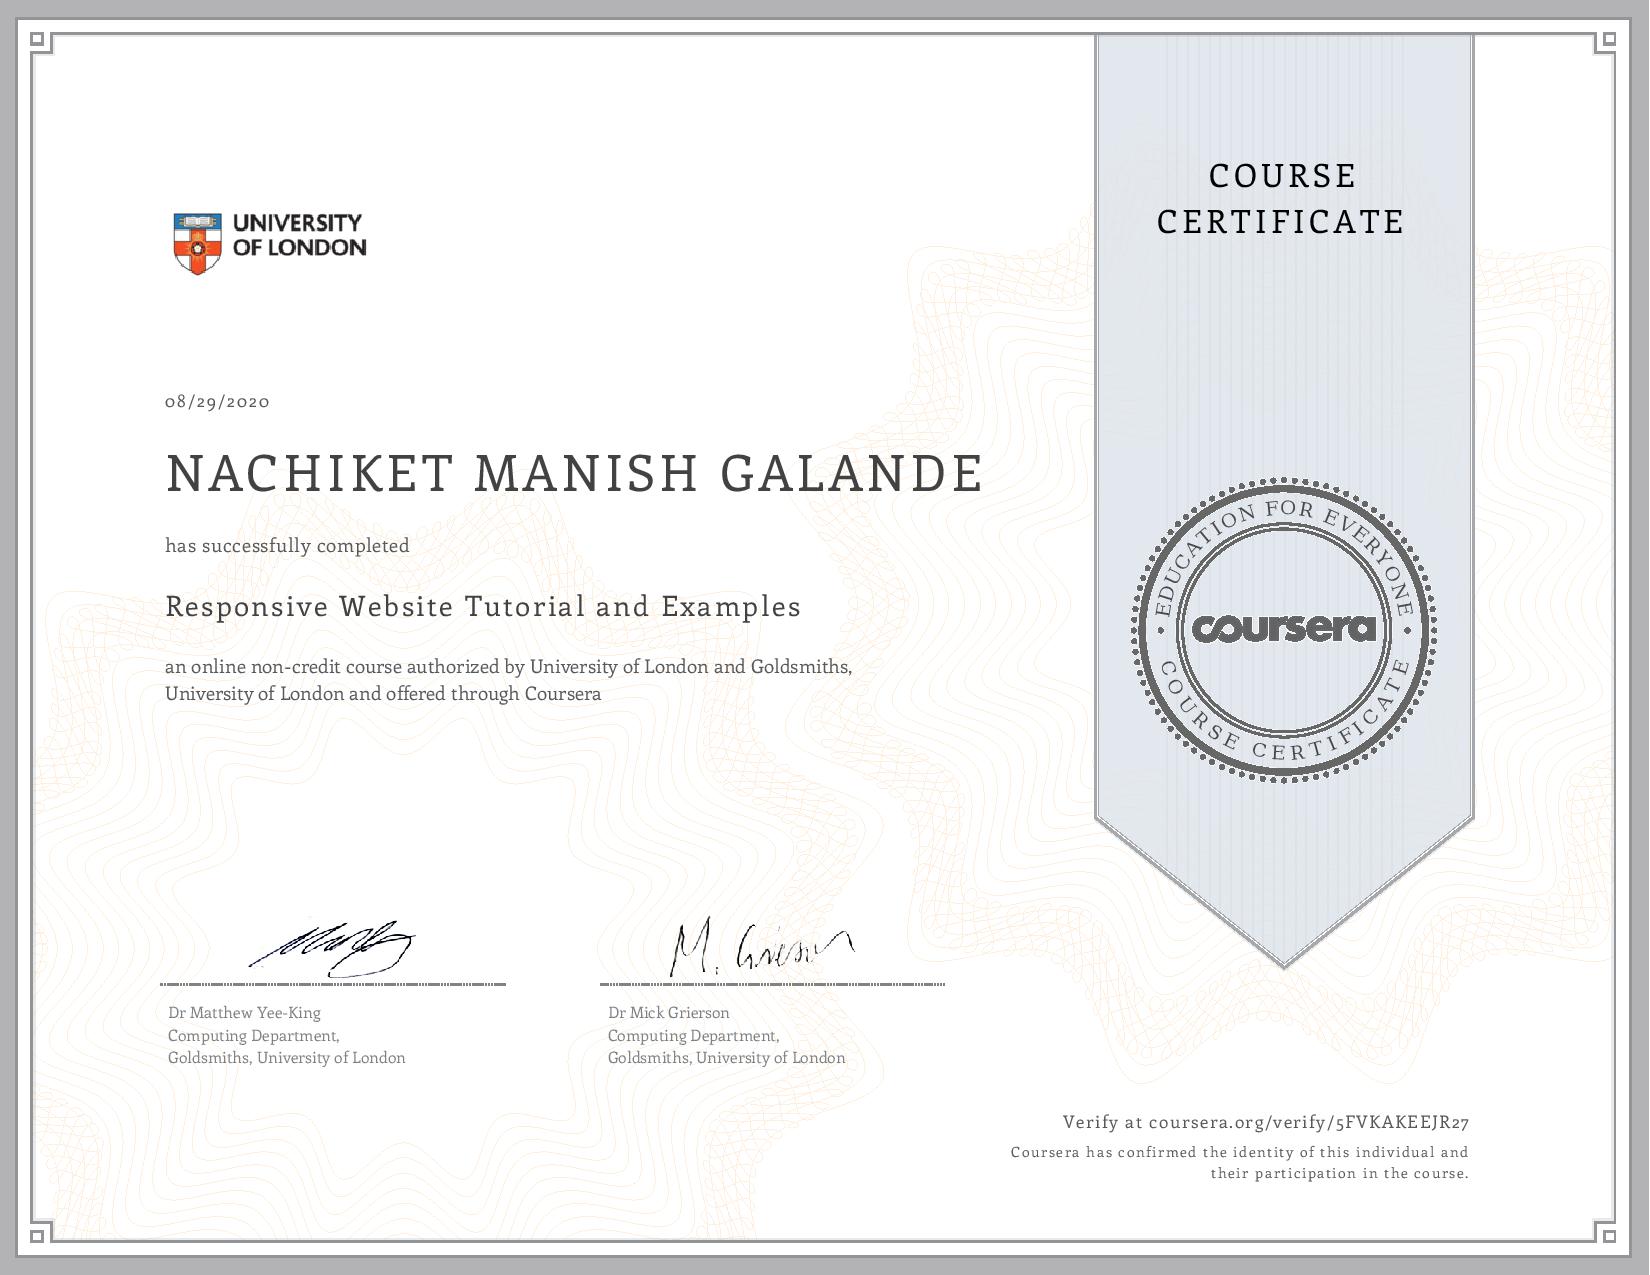 UNIVERSITY
OF LONDON
COURSE
CERTIFICATE
08/29/2020
NACHIKET MANISH GALANDE
has successfully completed
Responsive Website Tutorial and Examples
an online non-credit course authorized by University of London and Goldsmiths,
University of London and offered through Coursera
EDUCATION FOR EVERYONE
coursera
COURSE CERTIFICATE
M. Grierson
Dr Matthew Yee-King
Computing Department,
Goldsmiths, University of London
Dr Mick Grierson
Computing Department,
Goldsmiths, University of London
Verify at coursera.org/verify/5FVKAKEEJR27
Coursera has confirmed the identity of this individual and
their participation in the course.